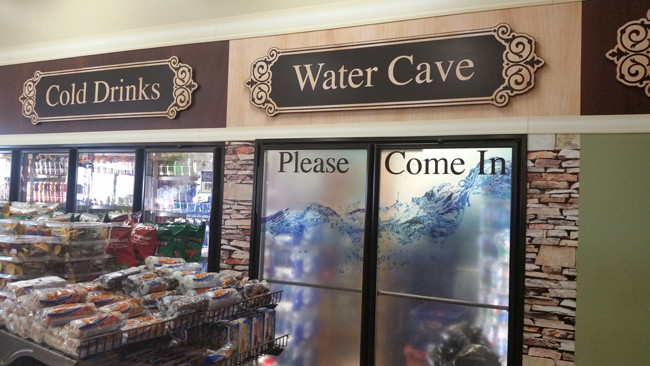 Cold Drinks
Water Cave
Please Come In